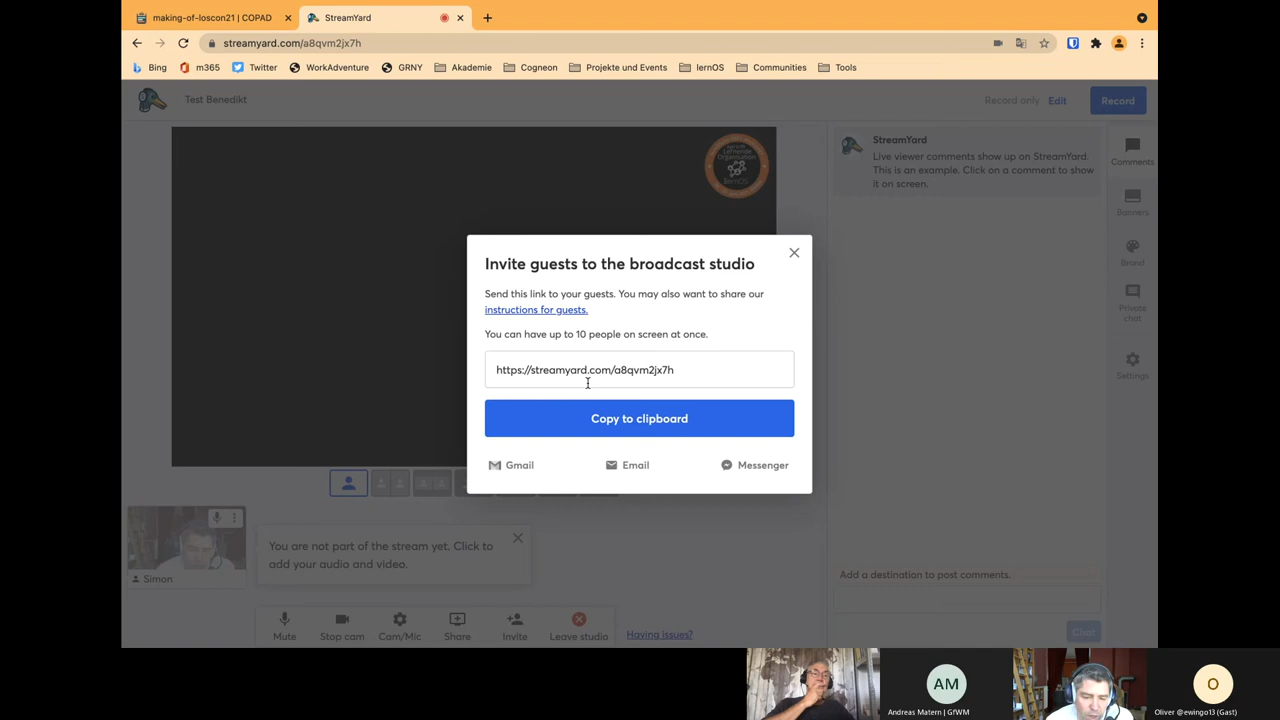 making-of-loscon21 | COPAD
StreamYard
streamyard.com/a8qvm2jx7h
Bing
m365
Twitter
WorkAdventure
GRNY
Akademie
Cogneon
Projekte und Events
lernOS
Communities
Tools
Test Benedikt
Record only
Edit
Record
Lernende
Organisation
lernOS
StreamYard
Live viewer comments show up on StreamYard.
This is an example. Click on a comment to show
it on screen.
Comments
Banners
Brand
Private
chat
Settings
Invite guests to the broadcast studio
Send this link to your guests. You may also want to share our
instructions for guests.
You can have up to 10 people on screen at once.
https://streamyard.com/a8qvm2jx7h
Copy to clipboard
Gmail
Email
Messenger
You are not part of the stream yet. Click to
add your audio and video.
Simon
Add a destination to post comments.
Chat
Mute
Stop cam
Cam/Mic
Share
Invite
Leave studio
Having issues?
AM
Andreas Matern | GfWM
O
Oliver @ewingo13 (Gast)